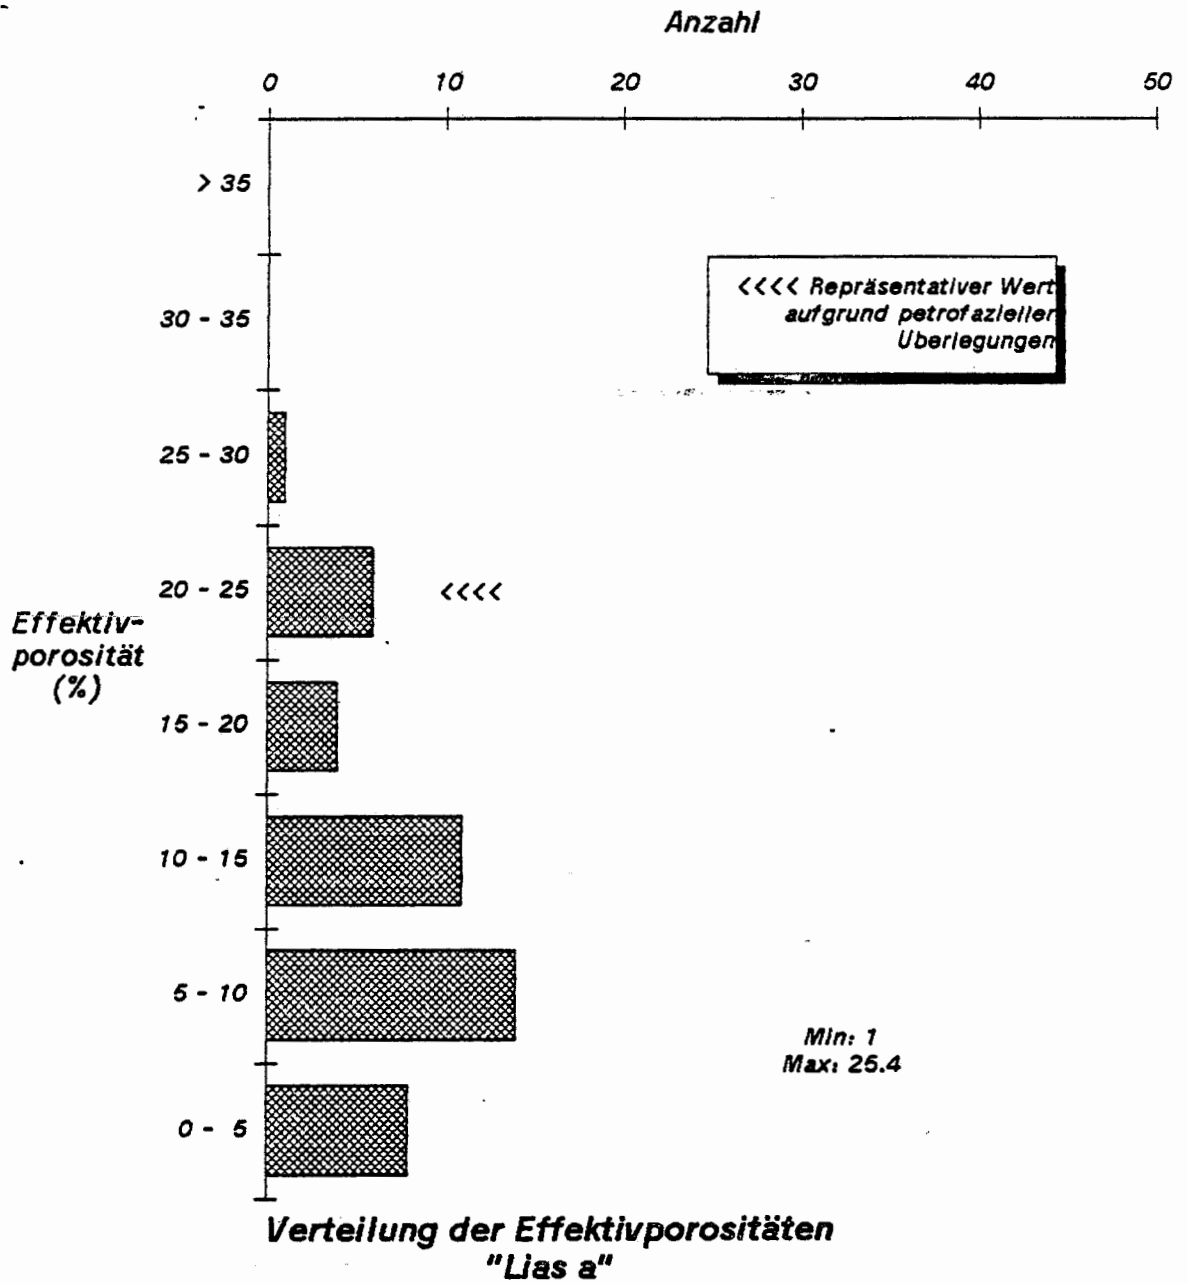 Anzahl
0 10 20 30 40 50
> 35
<<<< Repräsentativer Wert
aufgrund petrofazieller
Überlegungen
30 - 35
25 - 30
20 - 25 <<<<
Effektiv-
porosität
(%)
15 - 20
10 - 15
5 - 10
Min: 1
Max: 25.4
0 - 5
Verteilung der Effektivporositäten
"Lias a"